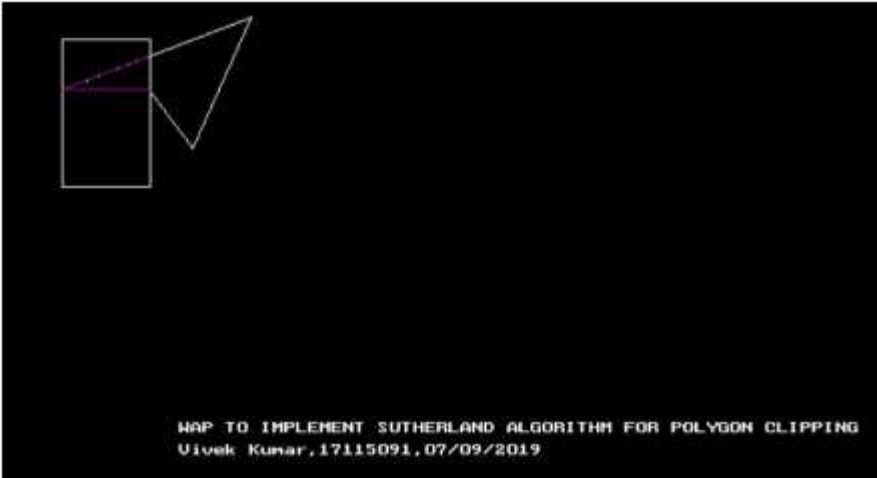 WAP TO IMPLEMENT SUTHERLAND ALGORITHM FOR POLYGON CLIPPING
Vivek Kumar,17115091,07/09/2019